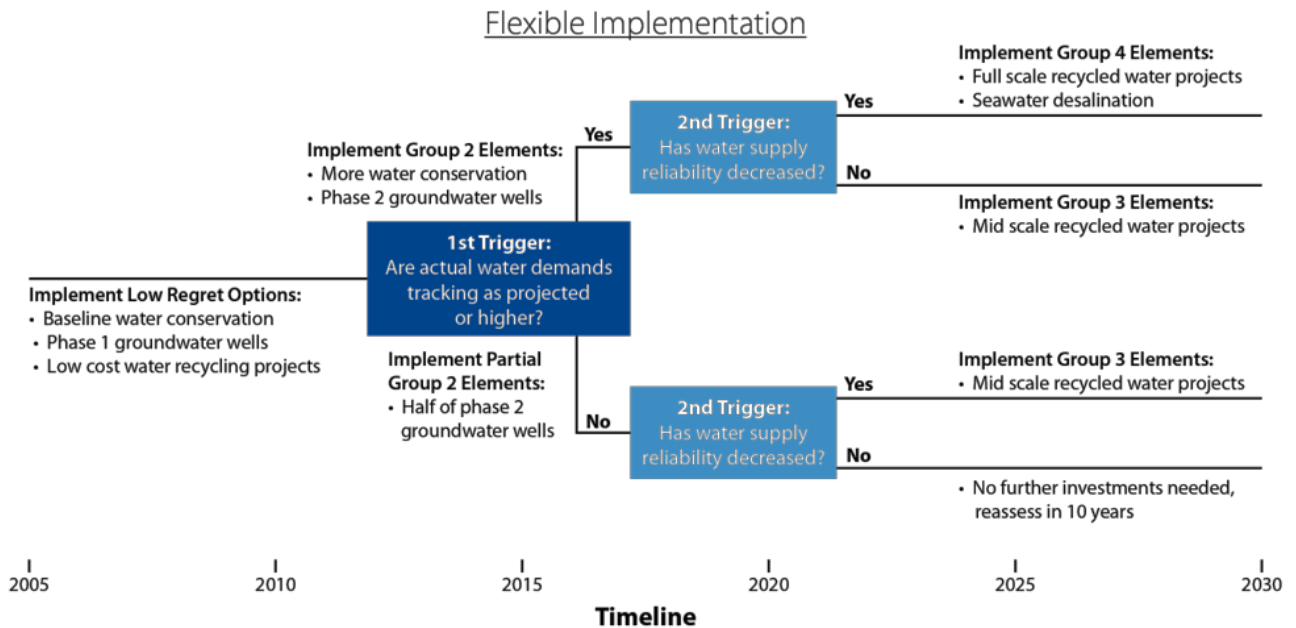 Flexible Implementation
Implement Low Regret Options:
• Baseline water conservation
• Phase 1 groundwater wells
• Low cost water recycling projects
1st Trigger:
Are actual water demands
tracking as projected
or higher?
Implement Group 2 Elements:
• More water conservation
• Phase 2 groundwater wells
Yes
2nd Trigger:
Has water supply
reliability decreased?
Yes
Implement Group 4 Elements:
• Full scale recycled water projects
• Seawater desalination
No
Implement Group 3 Elements:
• Mid scale recycled water projects
Implement Partial
Group 2 Elements:
• Half of phase 2
groundwater wells
No
2nd Trigger:
Has water supply
reliability decreased?
Yes
Implement Group 3 Elements:
• Mid scale recycled water projects
No
• No further investments needed,
reassess in 10 years
2005 2010 2015 2020 2025 2030
Timeline